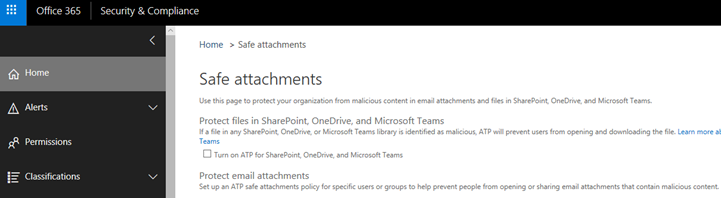 Office 365 Security & Compliance
Home > Safe attachments
Home
Safe attachments
Use this page to protect your organization from malicious content in email attachments and files in SharePoint, OneDrive, and Microsoft Teams.
Alerts
Protect files in SharePoint, OneDrive, and Microsoft Teams
If a file in any SharePoint, OneDrive, or Microsoft Teams library is identified as malicious, ATP will prevent users from opening and downloading the file. Learn more ab
Teams
Permissions
Turn on ATP for SharePoint, OneDrive, and Microsoft Teams
Classifications
Protect email attachments
Set up an ATP safe attachments policy for specific users or groups to help prevent people from opening or sharing email attachments that contain malicious content.